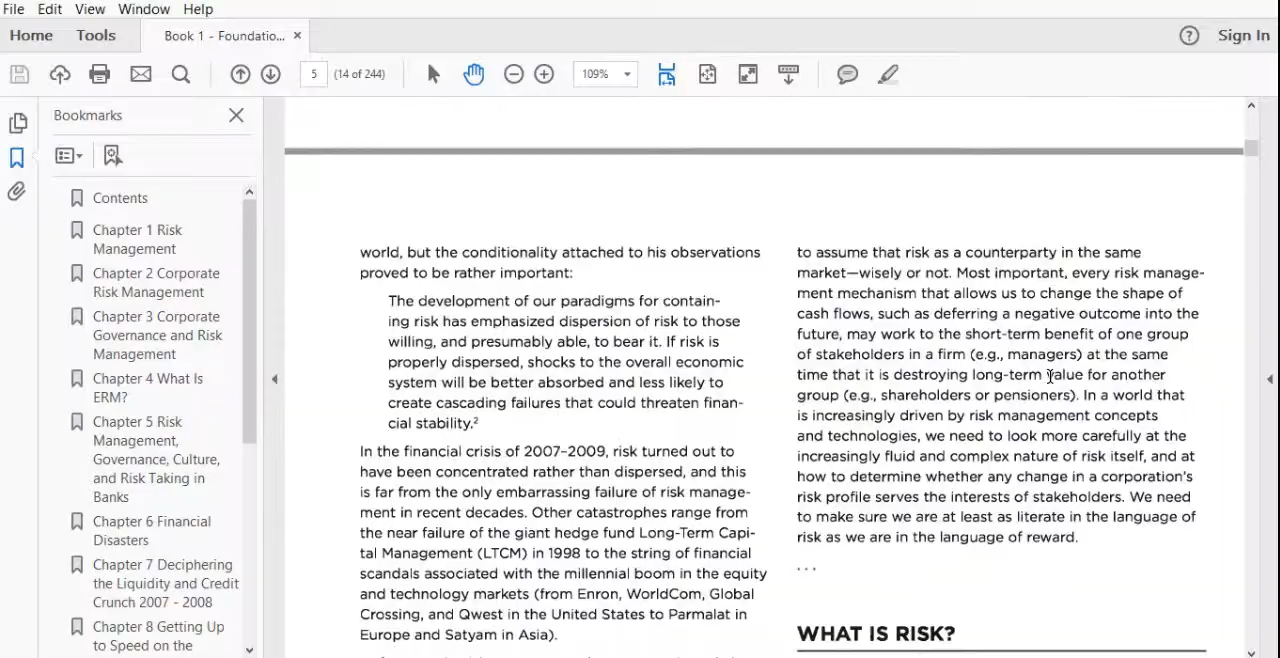 File Edit View Window Help
Home Tools Book 1 - Foundatio... × ? Sign In
5 (14 of 244) 109%
Bookmarks
Contents
Chapter 1 Risk
Management
Chapter 2 Corporate
Risk Management
Chapter 3 Corporate
Governance and Risk
Management
Chapter 4 What Is
ERM?
Chapter 5 Risk
Management,
Governance, Culture,
and Risk Taking in
Banks
Chapter 6 Financial
Disasters
Chapter 7 Deciphering
the Liquidity and Credit
Crunch 2007 - 2008
Chapter 8 Getting Up
to Speed on the
world, but the conditionality attached to his observations
proved to be rather important:
The development of our paradigms for contain-
ing risk has emphasized dispersion of risk to those
willing, and presumably able, to bear it. If risk is
properly dispersed, shocks to the overall economic
system will be better absorbed and less likely to
create cascading failures that could threaten finan-
cial stability.²
In the financial crisis of 2007–2009, risk turned out to
have been concentrated rather than dispersed, and this
is far from the only embarrassing failure of risk manage-
ment in recent decades. Other catastrophes range from
the near failure of the giant hedge fund Long-Term Capi-
tal Management (LTCM) in 1998 to the string of financial
scandals associated with the millennial boom in the equity
and technology markets (from Enron, WorldCom, Global
Crossing, and Qwest in the United States to Parmalat in
Europe and Satyam in Asia).
to assume that risk as a counterparty in the same
market—wisely or not. Most important, every risk manage-
ment mechanism that allows us to change the shape of
cash flows, such as deferring a negative outcome into the
future, may work to the short-term benefit of one group
of stakeholders in a firm (e.g., managers) at the same
time that it is destroying long-term value for another
group (e.g., shareholders or pensioners). In a world that
is increasingly driven by risk management concepts
and technologies, we need to look more carefully at the
increasingly fluid and complex nature of risk itself, and at
how to determine whether any change in a corporation's
risk profile serves the interests of stakeholders. We need
to make sure we are at least as literate in the language of
risk as we are in the language of reward.
. . .
WHAT IS RISK?